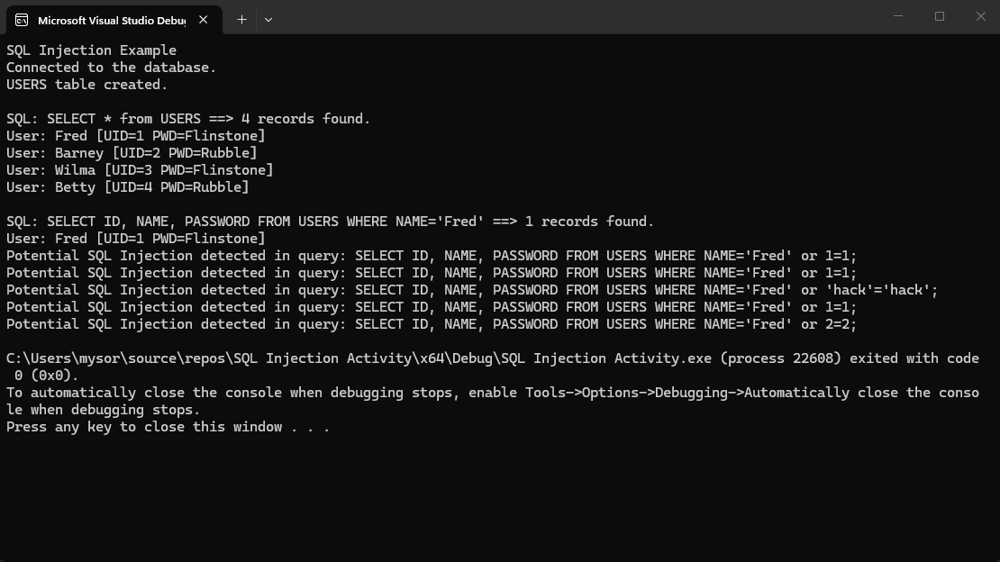 Microsoft Visual Studio Debu
SQL Injection Example
Connected to the database.
USERS table created.
SQL: SELECT * from USERS ==> 4 records found.
User: Fred [UID=1 PWD=Flinstone]
User: Barney [UID=2 PWD=Rubble]
User: Wilma [UID=3 PWD=Flinstone]
User: Betty [UID=4 PWD=Rubble]
SQL: SELECT ID, NAME, PASSWORD FROM USERS WHERE NAME='Fred' ==> 1 records found.
User: Fred [UID=1 PWD=Flinstone]
Potential SQL Injection detected in query: SELECT ID, NAME, PASSWORD FROM USERS WHERE NAME='Fred' or 1=1;
Potential SQL Injection detected in query: SELECT ID, NAME, PASSWORD FROM USERS WHERE NAME='Fred' or 1=1;
Potential SQL Injection detected in query: SELECT ID, NAME, PASSWORD FROM USERS WHERE NAME='Fred' or 'hack'='hack';
Potential SQL Injection detected in query: SELECT ID, NAME, PASSWORD FROM USERS WHERE NAME='Fred' or 1=1;
Potential SQL Injection detected in query: SELECT ID, NAME, PASSWORD FROM USERS WHERE NAME='Fred' or 2=2;
C:\Users\mysor\source\repos\SQL Injection Activity\x64\Debug\SQL Injection Activity.exe (process 22608) exited with code
0 (0x0).
To automatically close the console when debugging stops, enable Tools->Options->Debugging->Automatically close the conso
le when debugging stops.
Press any key to close this window . . .